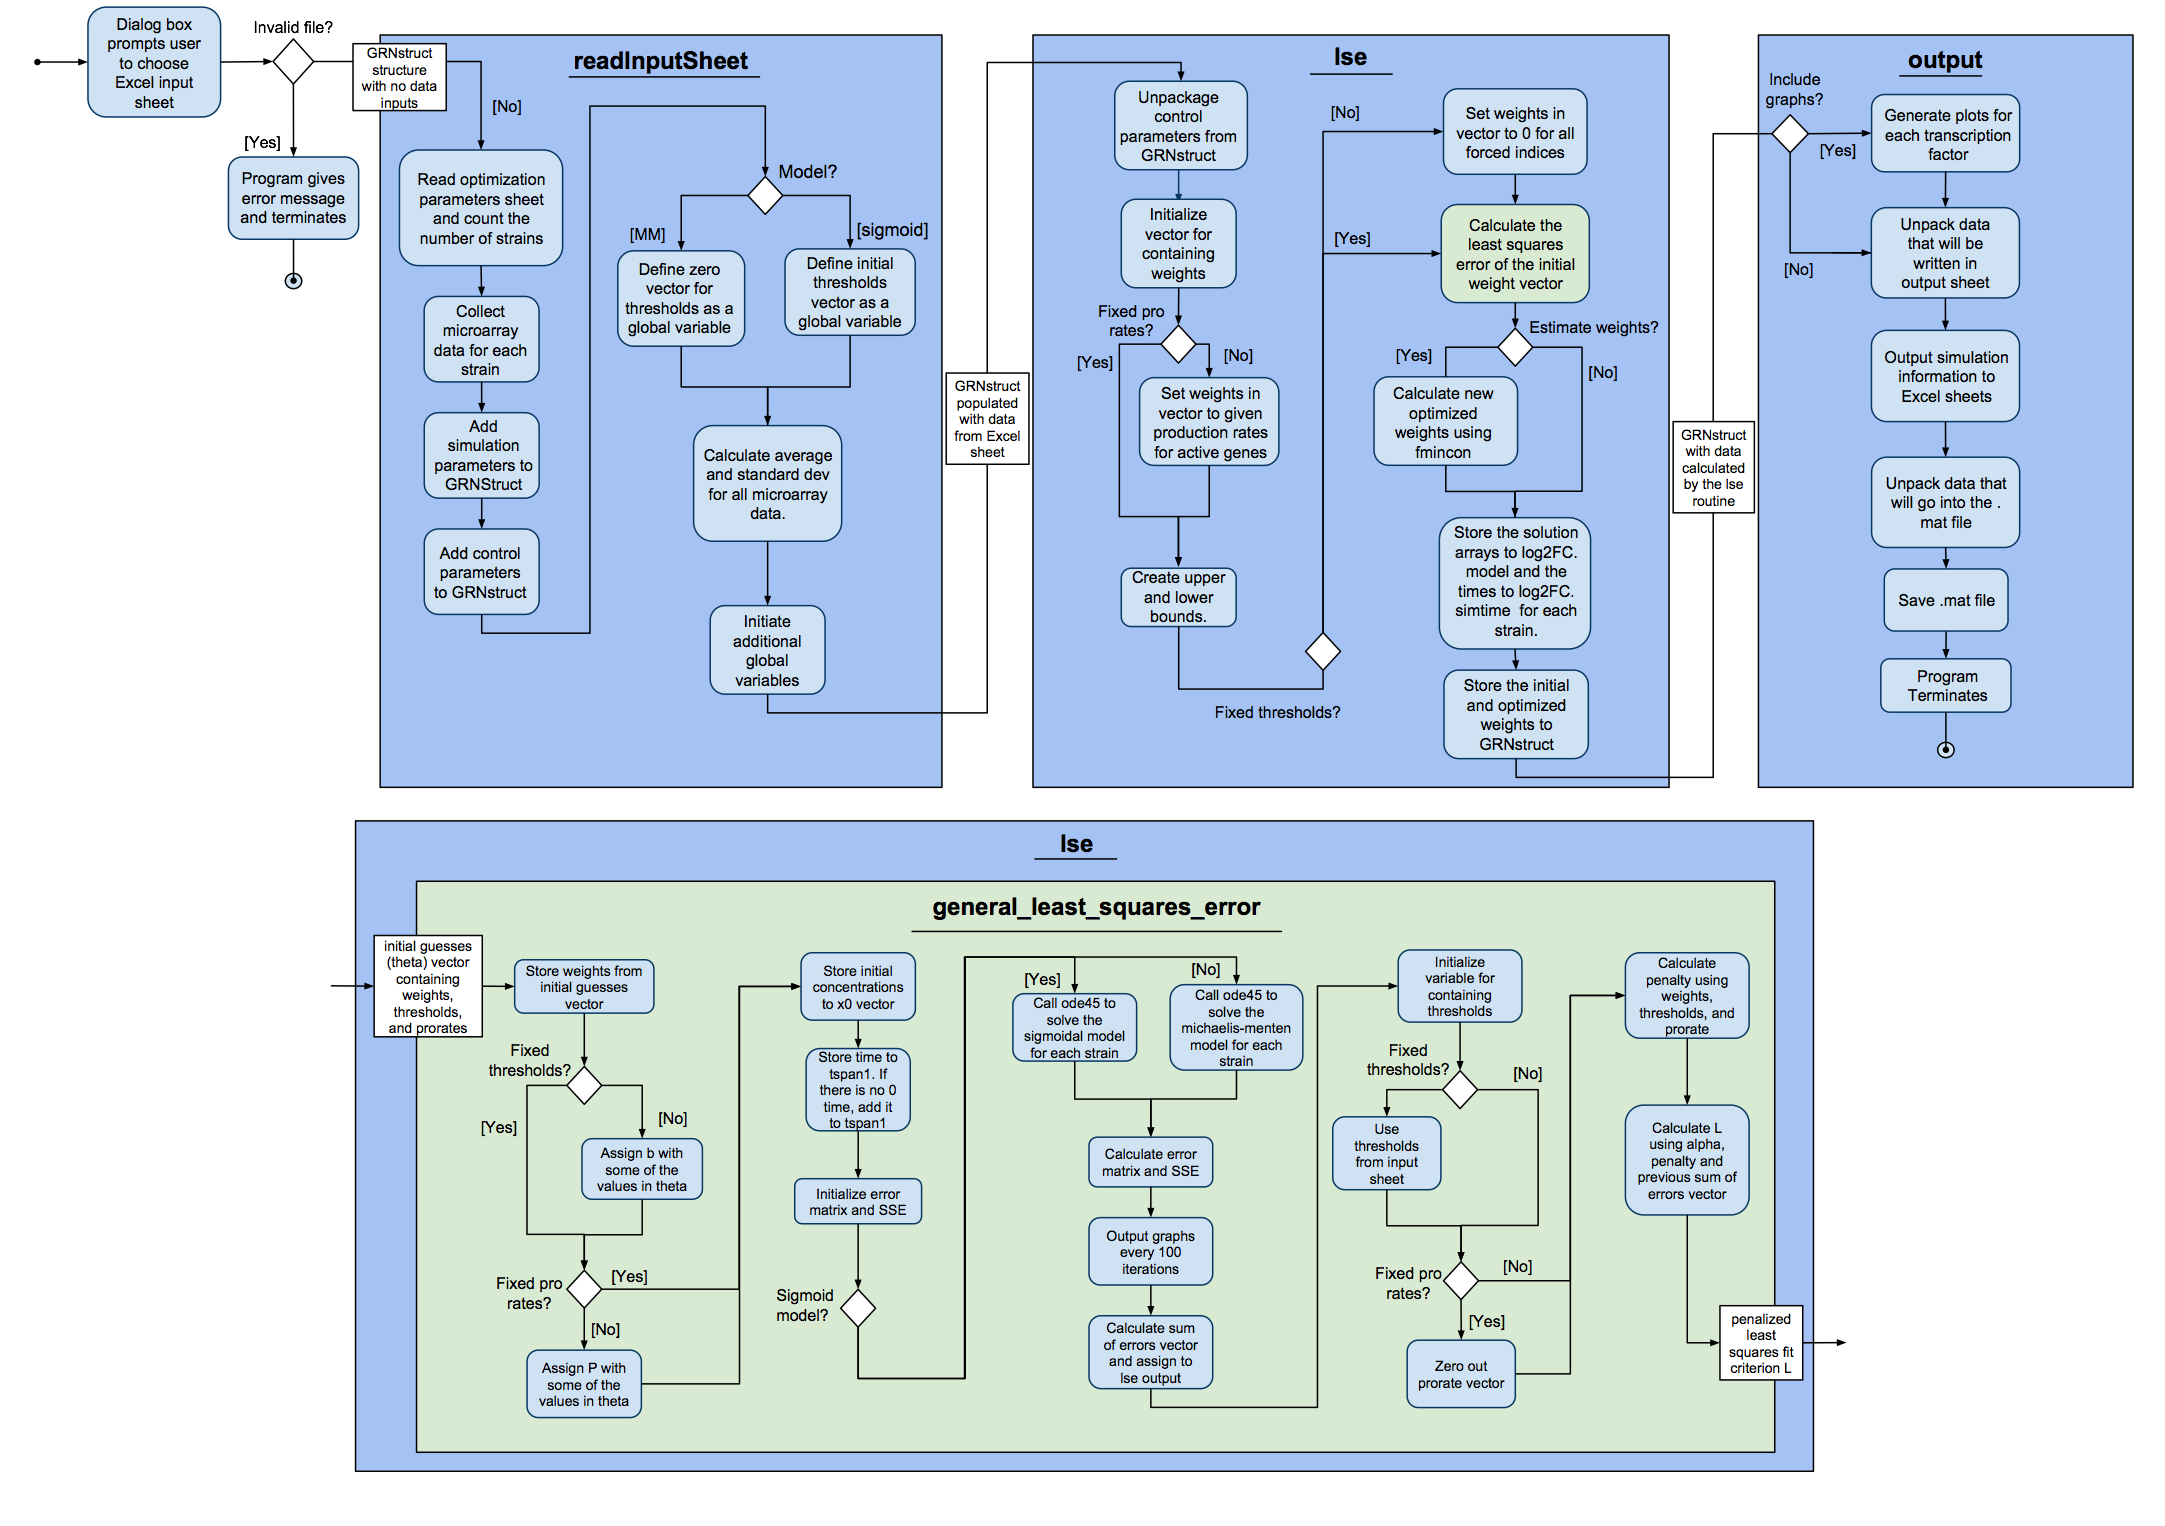 Dialog box
prompts user
to choose
Excel input
sheet
Invalid file?
[Yes]
Program gives
error message
and terminates
GRNstruct
structure
with no data
inputs
[No]
readInputSheet
Read optimization
parameters sheet
and count the
number of strains
Collect
microarray
data for each
strain
Add
simulation
parameters to
GRNStruct
Add control
parameters
to GRNstruct
Model?
[MM]
[sigmoid]
Define zero
vector for
thresholds as a
global variable
Define initial
thresholds
vector as a
global variable
Calculate average
and standard dev
for all microarray
data.
Initiate
additional
global
variables
GRNstruct
populated
with data
from Excel
sheet
lse
Unpackage
control
parameters from
GRNstruct
Initialize
vector for
containing
weights
Fixed pro
rates?
[Yes]
[No]
Set weights in
vector to given
production rates
for active genes
Create upper
and lower
bounds.
Fixed thresholds?
[No]
[Yes]
Set weights in
vector to 0 for all
forced indices
Calculate the
least squares
error of the initial
weight vector
Estimate weights?
[Yes]
[No]
Calculate new
optimized
weights using
fmincon
Store the solution
arrays to log2FC.
model and the
times to log2FC.
simtime for each
strain.
Store the initial
and optimized
weights to
GRNstruct
GRNstruct
with data
calculated
by the lse
routine
output
Include
graphs?
[Yes]
[No]
Generate plots for
each transcription
factor
Unpack data
that will be
written in
output sheet
Output simulation
information to
Excel sheets
Unpack data that
will go into the .
mat file
Save .mat file
Program
Terminates
lse
general_least_squares_error
initial guesses
(theta) vector
containing
weights,
thresholds,
and prorates
Store weights from
initial guesses
vector
Fixed
thresholds?
[Yes]
[No]
Assign b with
some of the
values in theta
Fixed pro
rates?
[Yes]
[No]
Assign P with
some of the
values in theta
Store initial
concentrations
to x0 vector
Store time to
tspan1. If
there is no 0
time, add it
to tspan1
Initialize error
matrix and SSE
Sigmoid
model?
[Yes]
[No]
Call ode45 to
solve the
sigmoidal model
for each strain
Call ode45 to
solve the
michaelis-menten
model for each
strain
Calculate error
matrix and SSE
Output graphs
every 100
iterations
Calculate sum
of errors vector
and assign to
lse output
Initialize
variable for
containing
thresholds
Fixed
thresholds?
[No]
Use
thresholds
from input
sheet
Fixed pro
rates?
[No]
[Yes]
Zero out
prorate vector
Calculate
penalty using
weights,
thresholds, and
prorate
Calculate L
using alpha,
penalty and
previous sum of
errors vector
penalized
least
squares fit
criterion L